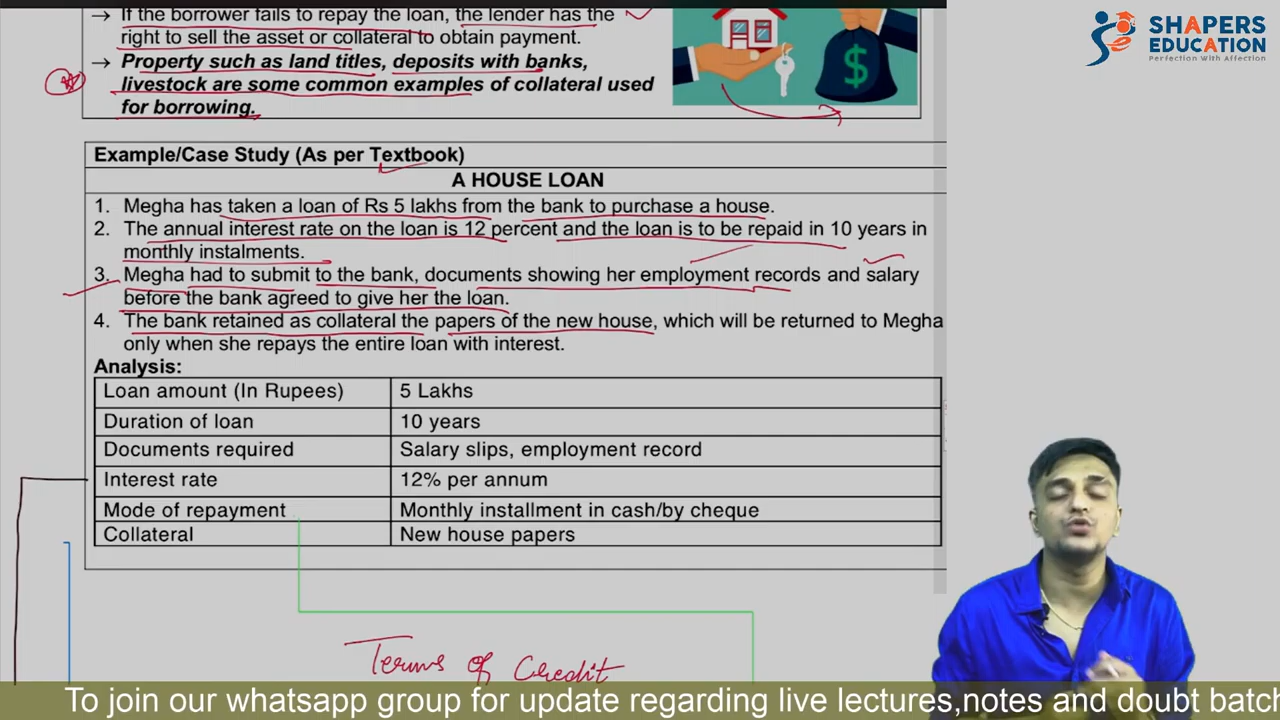 → If the borrower fails to repay the loan, the lender has the
right to sell the asset or collateral to obtain payment.
→ Property such as land titles, deposits with banks,
livestock are some common examples of collateral used
for borrowing.
$
SHAPERS
EDUCATION
Perfection With Affection
Example/Case Study (As per Textbook)
A HOUSE LOAN
1. Megha has taken a loan of Rs 5 lakhs from the bank to purchase a house.
2. The annual interest rate on the loan is 12 percent and the loan is to be repaid in 10 years in
monthly instalments.
3. Megha had to submit to the bank, documents showing her employment records and salary
before the bank agreed to give her the loan.
4. The bank retained as collateral the papers of the new house, which will be returned to Megha
only when she repays the entire loan with interest.
Analysis:
Loan amount (In Rupees) 5 Lakhs
Duration of loan 10 years
Documents required Salary slips, employment record
Interest rate 12% per annum
Mode of repayment Monthly installment in cash/by cheque
Collateral New house papers
Terms of Credit
To join our whatsapp group for update regarding live lectures,notes and doubt batch